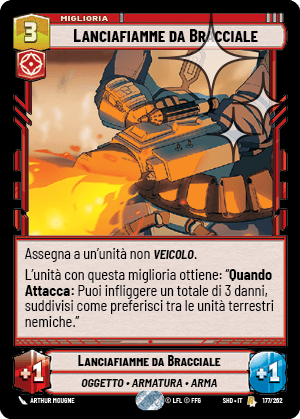 MIGLIORIA
3
LANCIAFIAMME DA BRACCIALE
Assegna a un'unità non VEICOLO.
L'unità con questa miglioria ottiene: "Quando
Attacca: Puoi infliggere un totale di 3 danni,
suddivisi come preferisci tra le unità terrestri
nemiche."
LANCIAFIAMME DA BRACCIALE
+1
OGGETTO • ARMATURA • ARMA
+1
ARTHUR MOUGNE
© LFL © FFG
SHD • IT
177/262